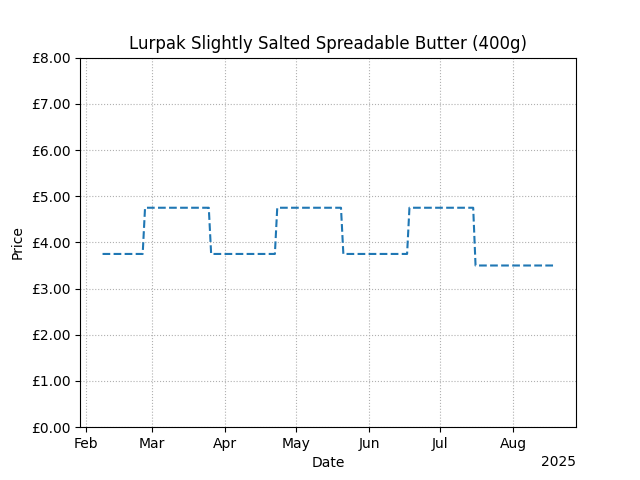 Lurpak Slightly Salted Spreadable Butter (400g)
£8.00
£7.00
£6.00
£5.00
£4.00
£3.00
£2.00
£1.00
£0.00
Price
Feb Mar Apr May Jun Jul Aug
Date
2025